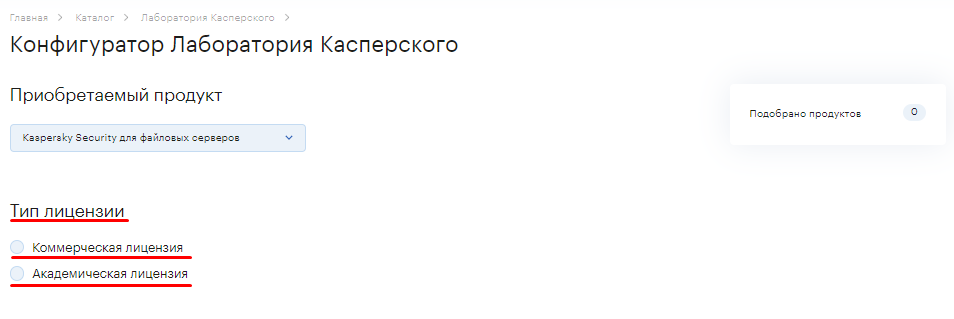 Главная > Каталог > Лаборатория Касперского >
Конфигуратор Лаборатория Касперского
Приобретаемый продукт
Kaspersky Security для файловых серверов
Подобрано продуктов 0
Тип лицензии
Коммерческая лицензия
Академическая лицензия